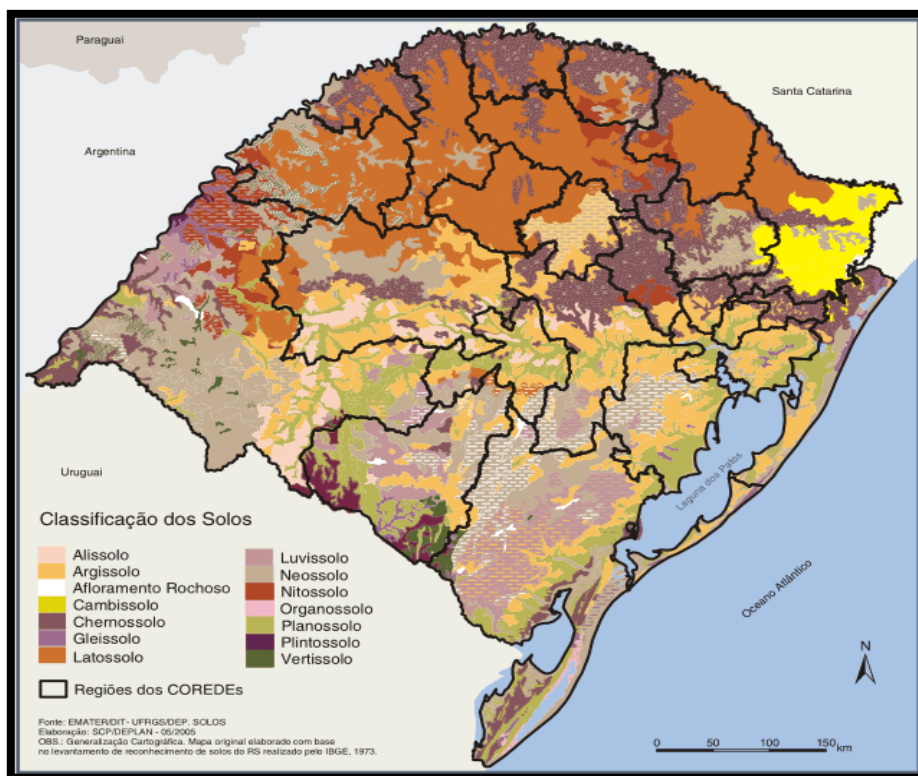 Paraguai
Santa Catarina
Argentina
Uruguai
Laguna dos Patos
Oceano Atlântico
Classificação dos Solos
Alissolo
Argissolo
Afloramento Rochoso
Cambissolo
Chernossolo
Gleissolo
Latossolo
Luvissolo
Neossolo
Nitossolo
Organossolo
Planossolo
Plintossolo
Vertissolo
Regiões dos COREDEs
Fonte: EMATER/DIT- UFRGS/DEP. SOLOS
Elaboração: SCP/DEPLAN - 05/2005
OBS.: Generalização Cartográfica. Mapa original elaborado com base
no levantamento de reconhecimento de solos do RS realizado pelo IBGE, 1973.
N
0 50 100 150 km